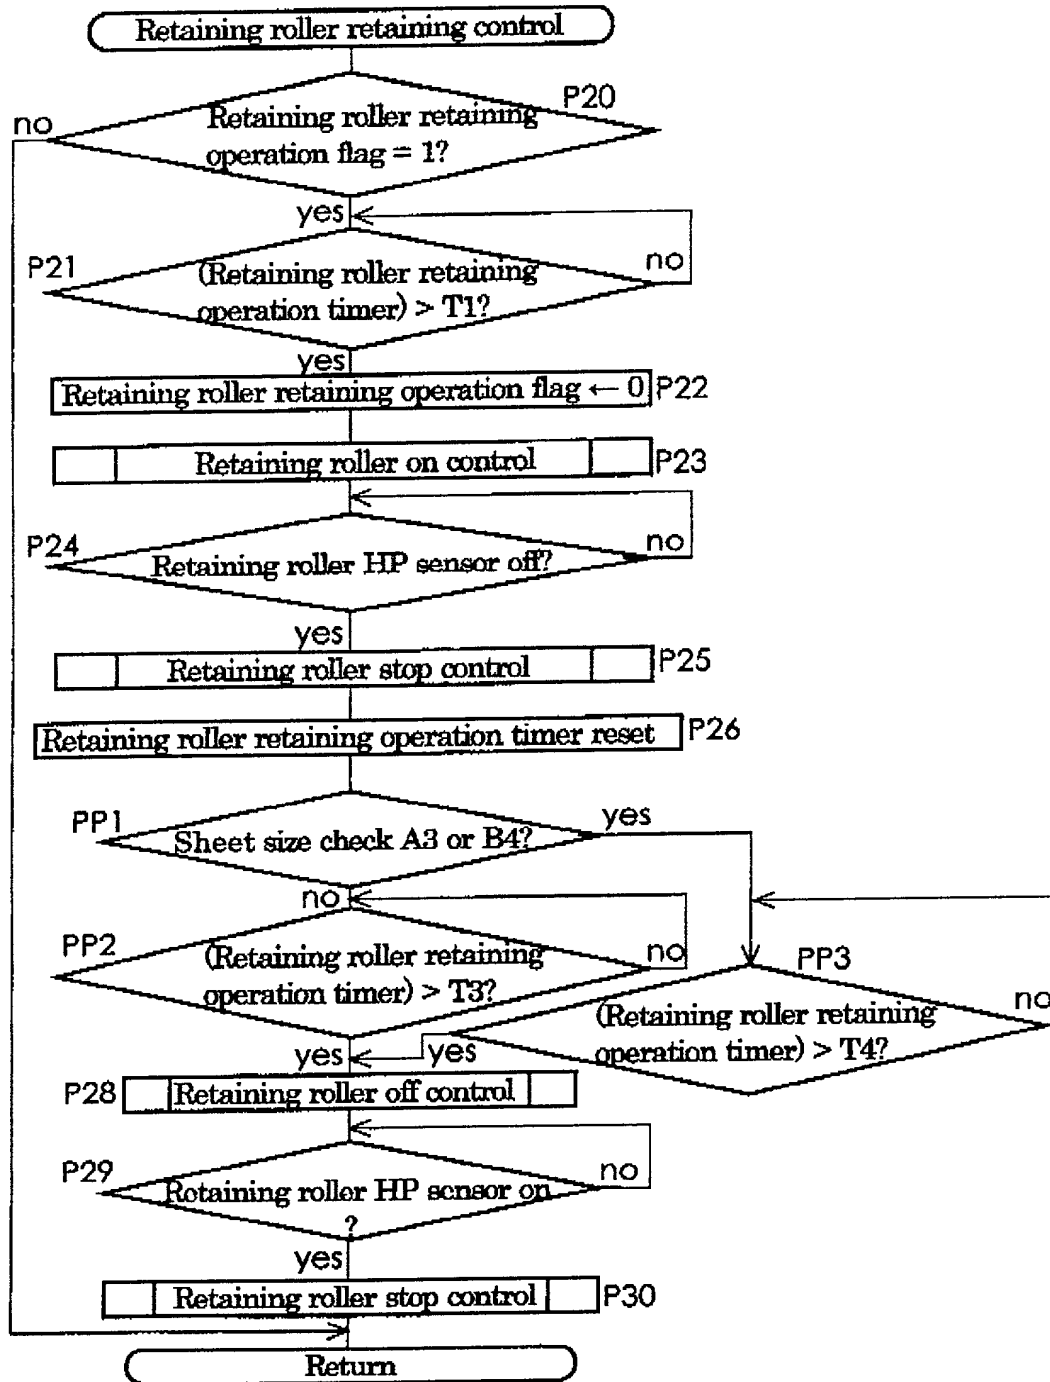 Retaining roller retaining control
P20
Retaining roller retaining
operation flag = 1?
no
yes
P21
(Retaining roller retaining
operation timer) > T1?
no
yes
Retaining roller retaining operation flag ← 0
P22
Retaining roller on control
P23
P24
Retaining roller HP sensor off?
no
yes
Retaining roller stop control
P25
Retaining roller retaining operation timer reset
P26
PP1
Sheet size check A3 or B4?
yes
no
PP2
(Retaining roller retaining
operation timer) > T3?
no
yes
PP3
(Retaining roller retaining
operation timer) > T4?
no
yes
P28
Retaining roller off control
P29
Retaining roller HP sensor on
?
no
yes
Retaining roller stop control
P30
Return